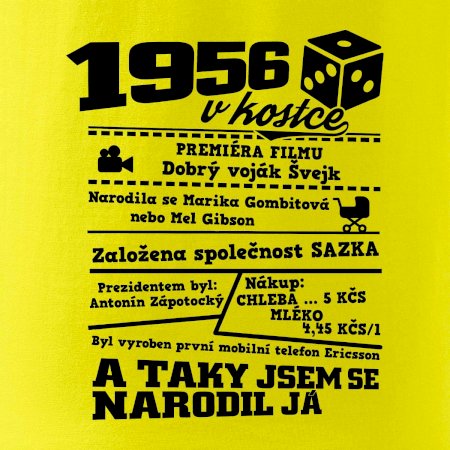 1956
v kostce
PREMIÉRA FILMU
Dobrý voják Švejk
Narodila se Marika Gombitová
nebo Mel Gibson
Založena společnost SAZKA
Prezidentem byl:
Antonín Zápotocký
Nákup:
CHLEBA ... 5 KČS
MLÉKO
4,45 KČS/l
Byl vyroben první mobilní telefon Ericsson
A TAKY JSEM SE
NARODIL JÁ